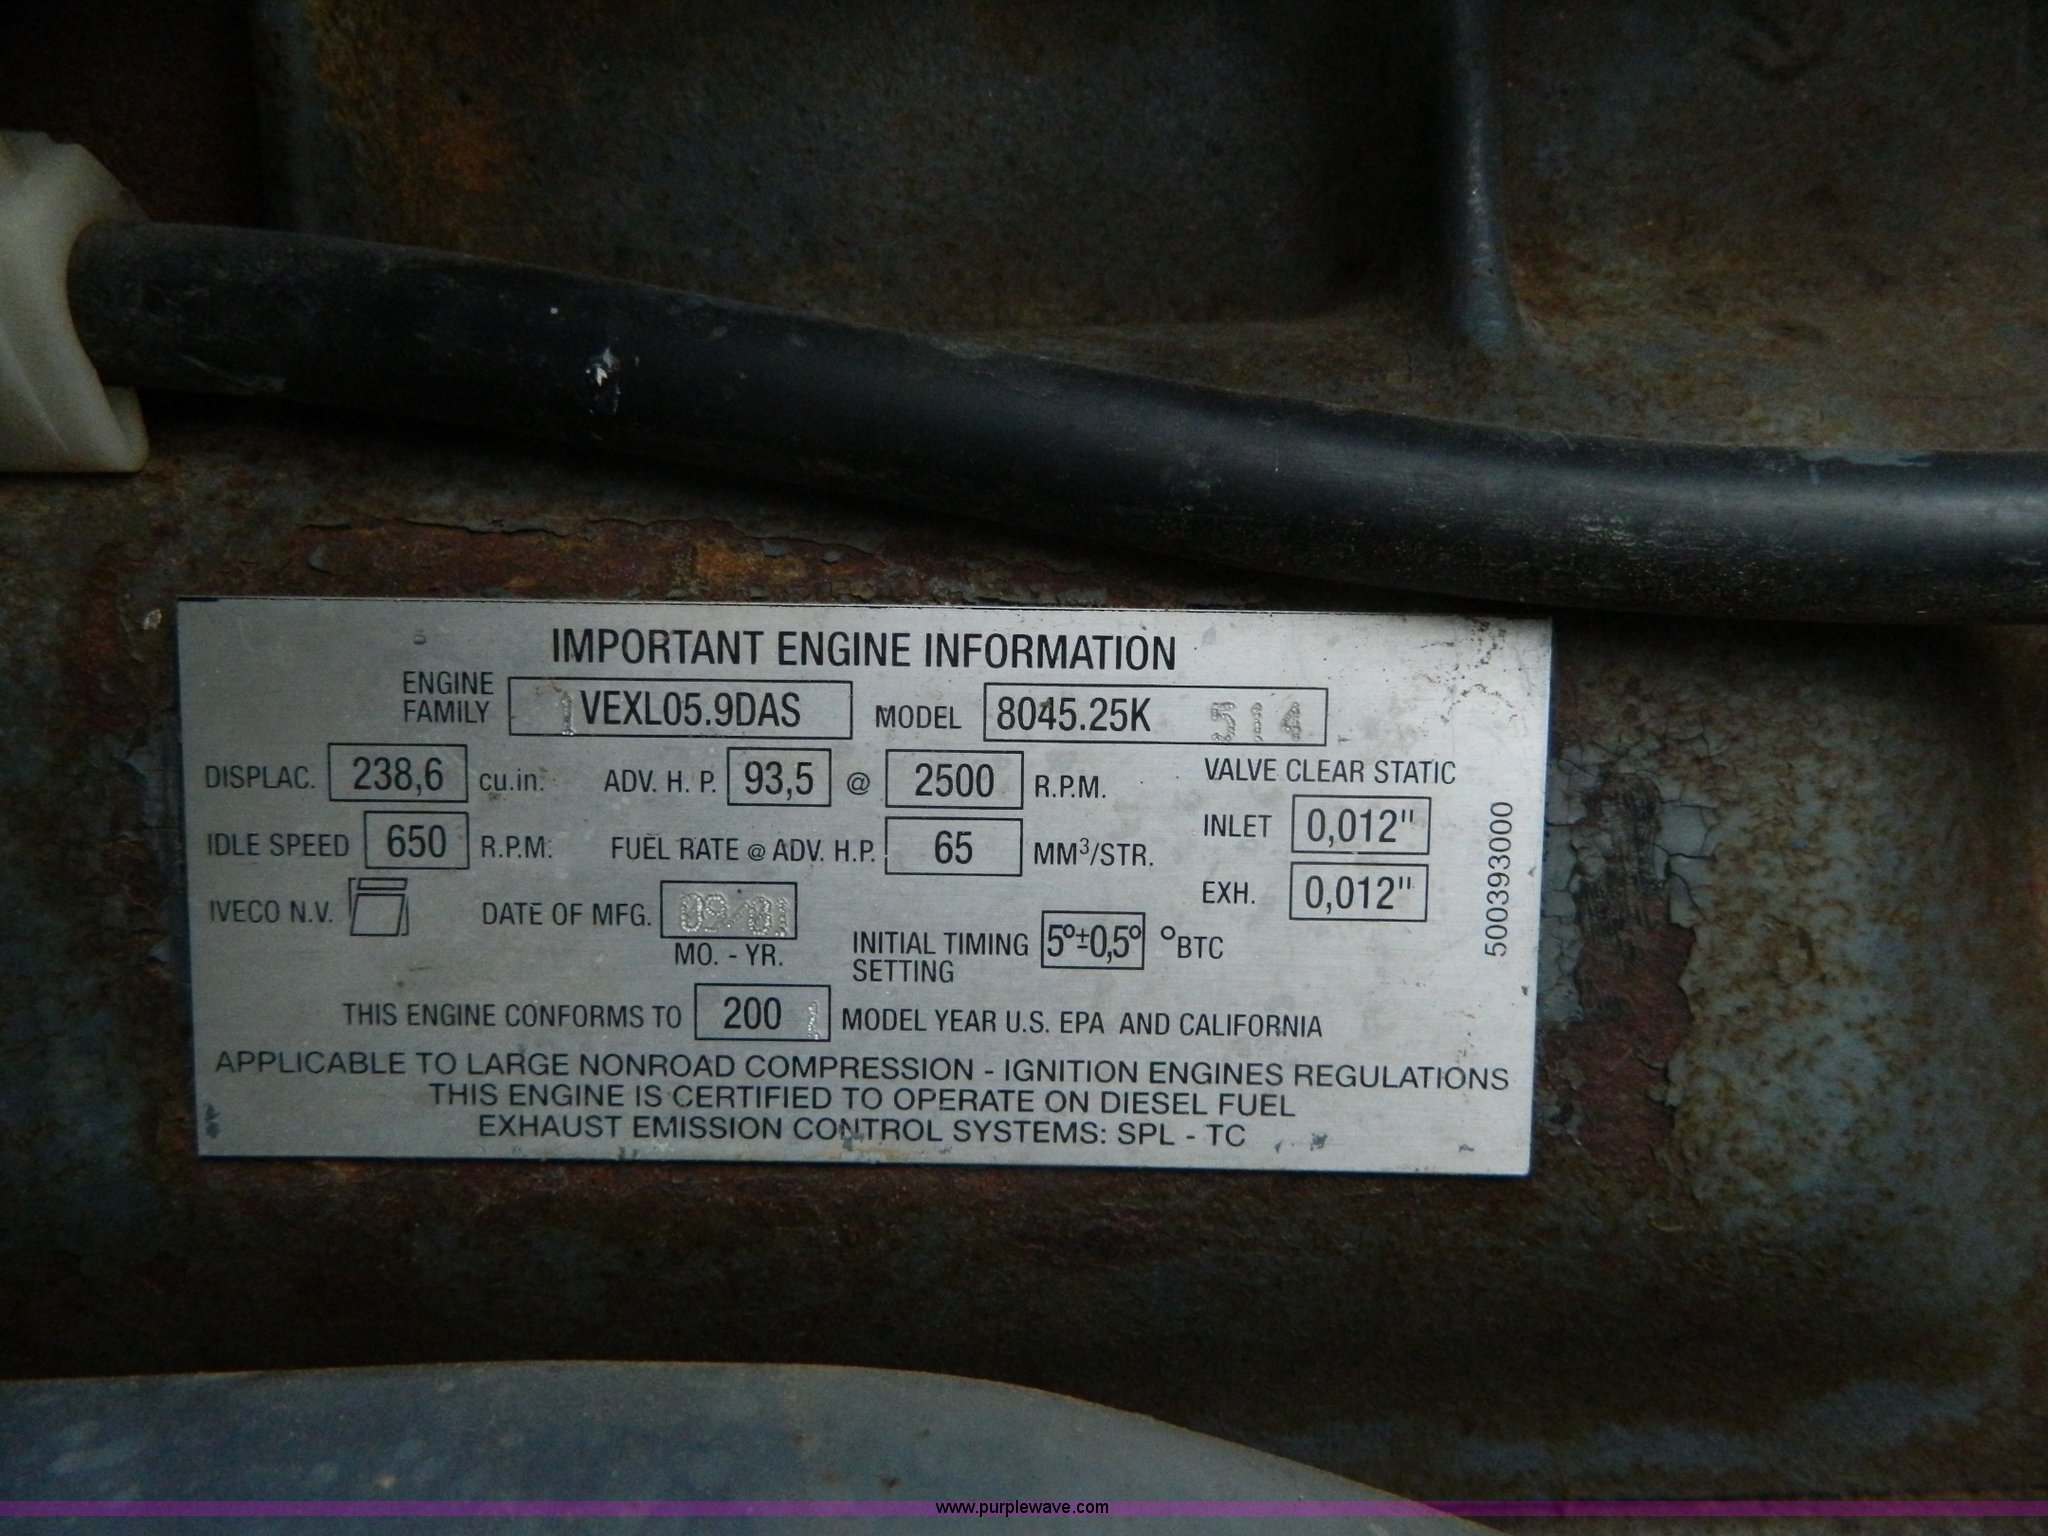 IMPORTANT ENGINE INFORMATION
ENGINE FAMILY 1VEXL05.9DAS MODEL 8045.25K 514
DISPLAC. 238,6 cu.in. ADV. H. P. 93,5 @ 2500 R.P.M. VALVE CLEAR STATIC
IDLE SPEED 650 R.P.M. FUEL RATE @ ADV. H.P. 65 MM³/STR. INLET 0,012"
IVECO N.V. DATE OF MFG. 09/01 EXH. 0,012"
MO. - YR. INITIAL TIMING SETTING 5°±0,5° °BTC
500393000
THIS ENGINE CONFORMS TO 2001 MODEL YEAR U.S. EPA AND CALIFORNIA
APPLICABLE TO LARGE NONROAD COMPRESSION - IGNITION ENGINES REGULATIONS
THIS ENGINE IS CERTIFIED TO OPERATE ON DIESEL FUEL
EXHAUST EMISSION CONTROL SYSTEMS: SPL - TC
www.purplewave.com